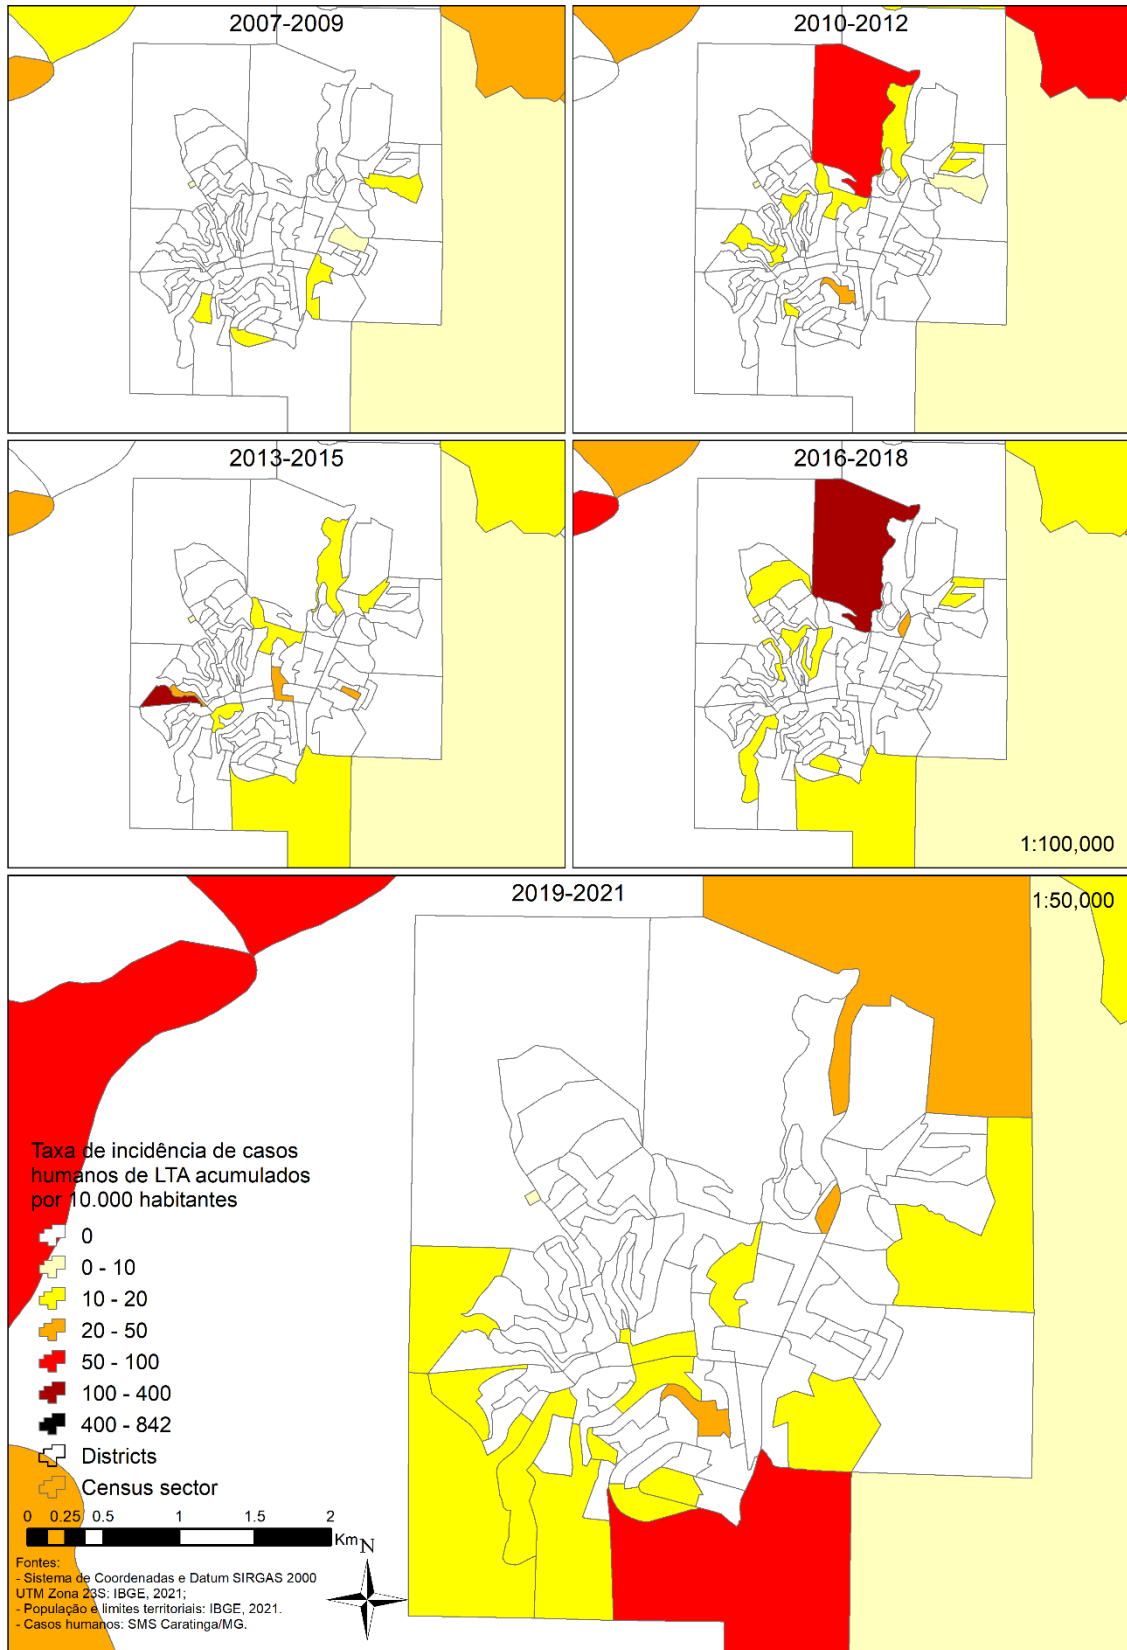 2007-2009
2010-2012
2013-2015
2016-2018
1:100,000
2019-2021
1:50,000
Taxa de incidência de casos
humanos de LTA acumulados
por 10.000 habitantes
0
0 - 10
10 - 20
20 - 50
50 - 100
100 - 400
400 - 842
Districts
Census sector
0 0.25 0.5 1 1.5 2
Km
N
Fontes:
- Sistema de Coordenadas e Datum SIRGAS 2000
UTM Zona 23S: IBGE, 2021;
- População e limites territoriais: IBGE, 2021.
- Casos humanos: SMS Caratinga/MG.